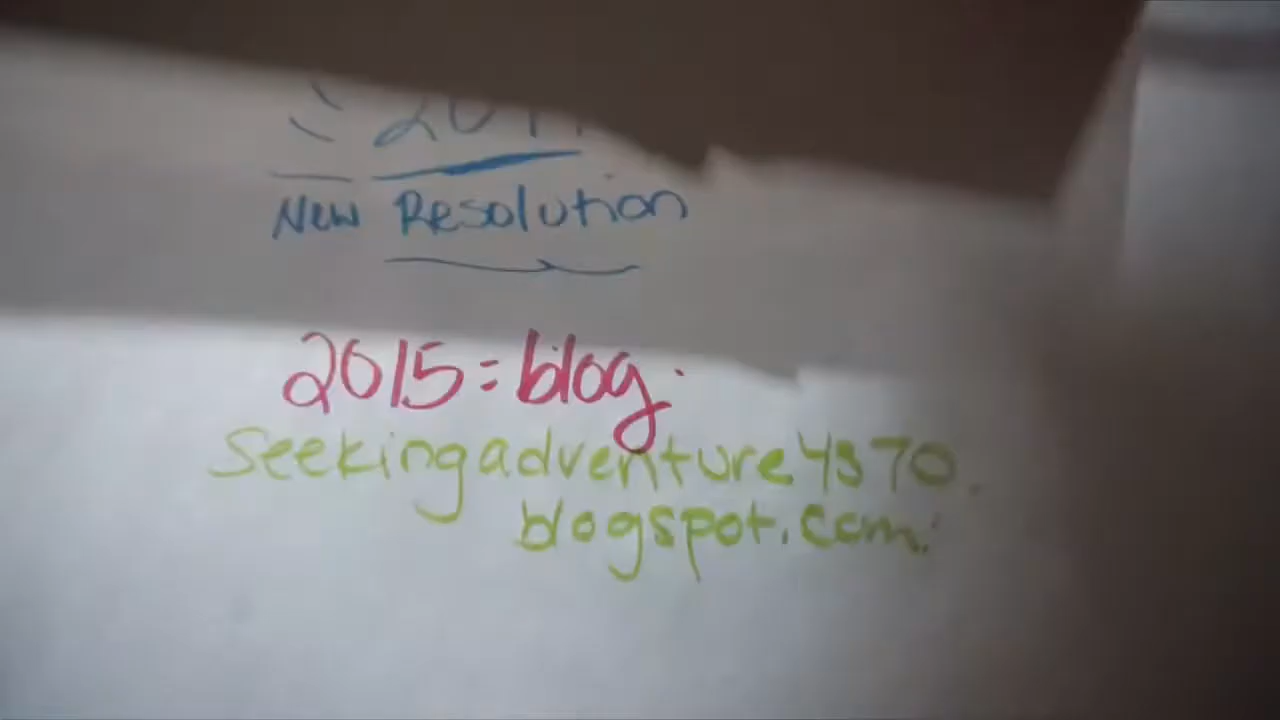 New Resolution
2015 = blog.
seekingadventure4370.
blogspot.com.